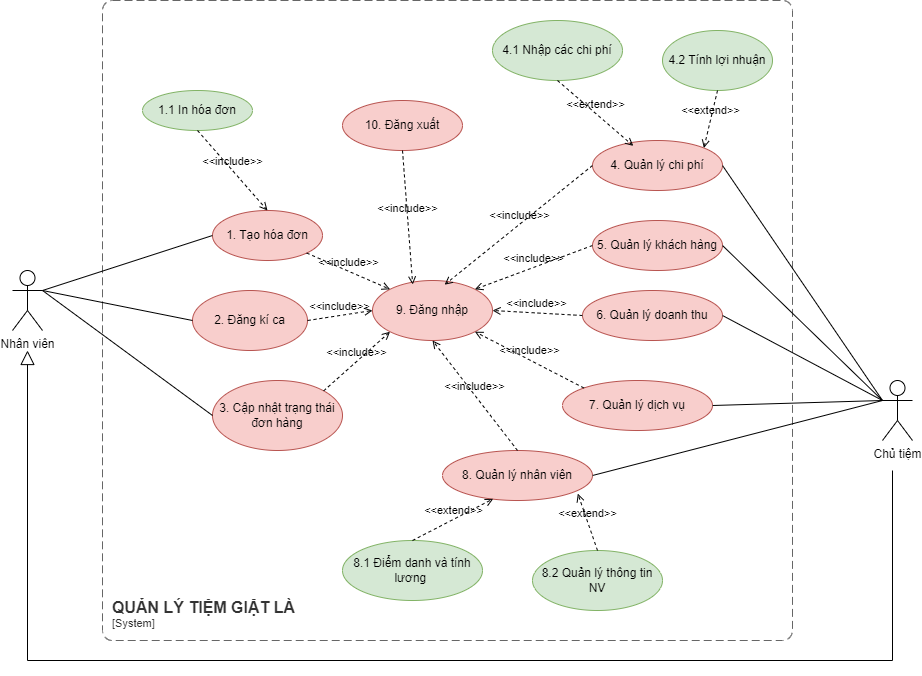 4.1 Nhập các chi phí
4.2 Tính lợi nhuận
<<extend>>
<<extend>>
1.1 In hóa đơn
10. Đăng xuất
<<include>>
4. Quản lý chi phí
<<include>>
<<include>>
1. Tạo hóa đơn
5. Quản lý khách hàng
<<include>>
<<include>>
2. Đăng kí ca
<<include>>
9. Đăng nhập
<<include>>
6. Quản lý doanh thu
Nhân viên
<<include>>
<<include>>
3. Cập nhật trạng thái
đơn hàng
<<include>>
7. Quản lý dịch vụ
Chủ tiệm
8. Quản lý nhân viên
<<extend>>
<<extend>>
8.1 Điểm danh và tính
lương
8.2 Quản lý thông tin
NV
QUẢN LÝ TIỆM GIẶT LÀ
[System]